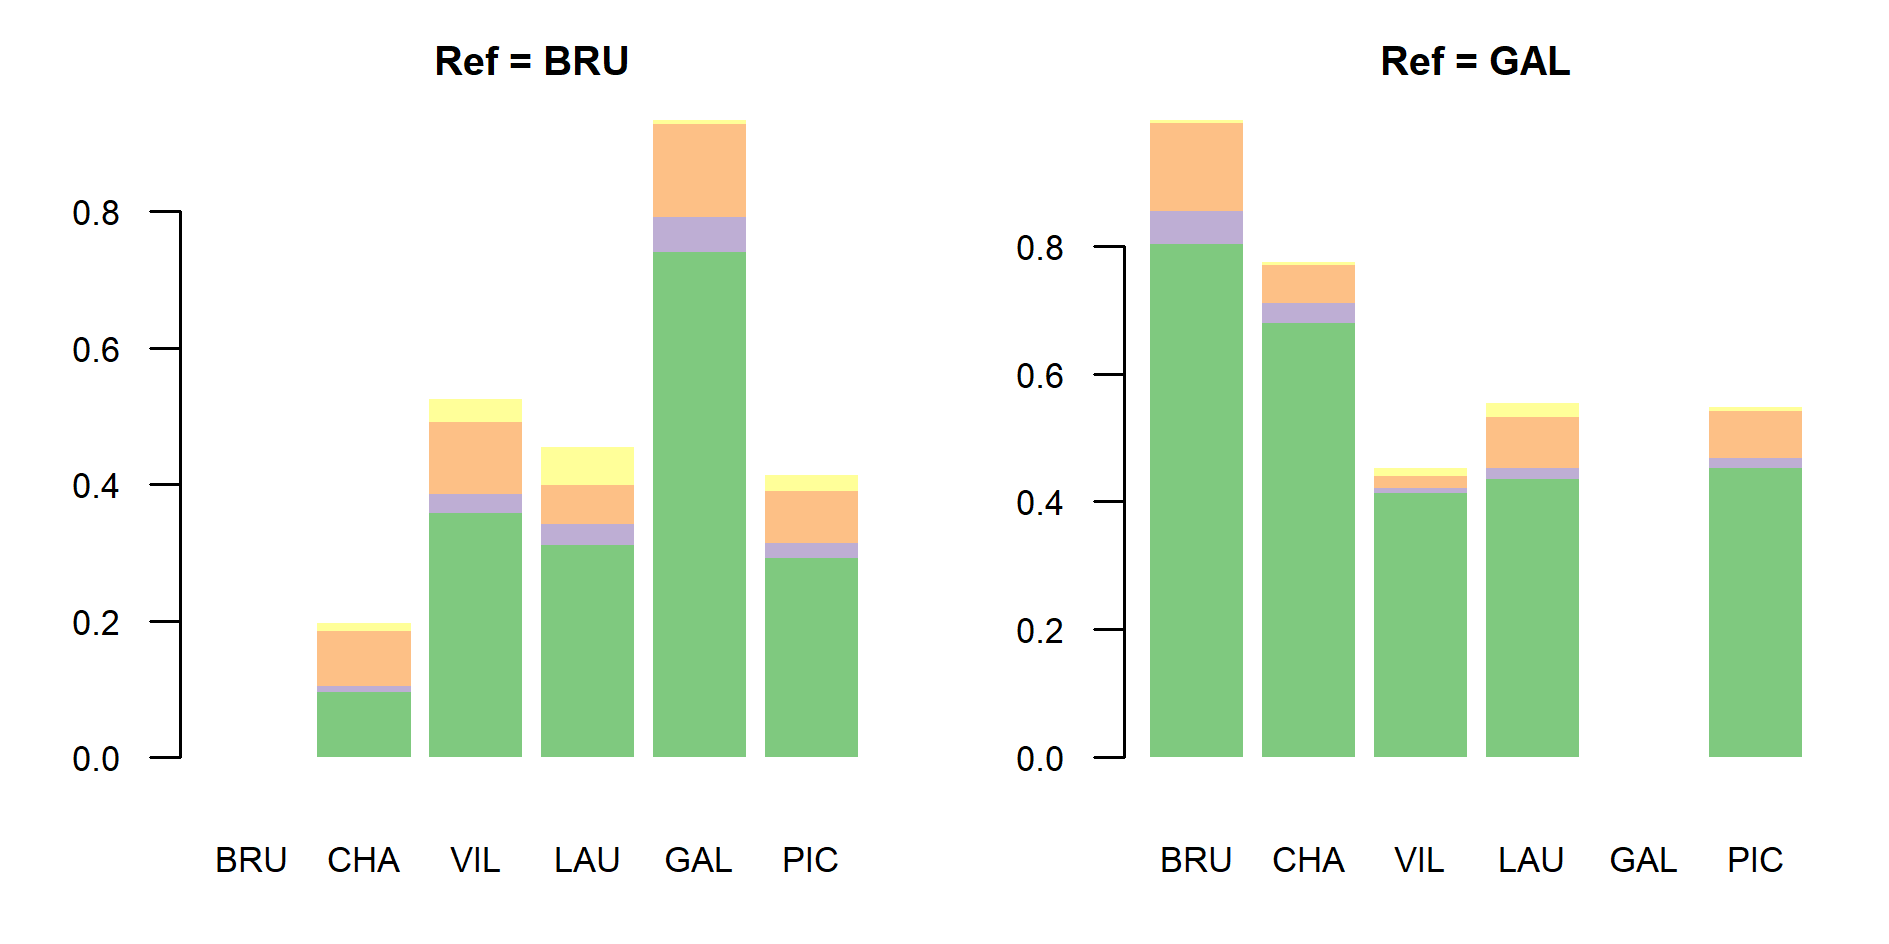 Ref = BRU
0.8
0.6
0.4
0.2
0.0
BRU CHA VIL LAU GAL PIC
Ref = GAL
0.8
0.6
0.4
0.2
0.0
BRU CHA VIL LAU GAL PIC